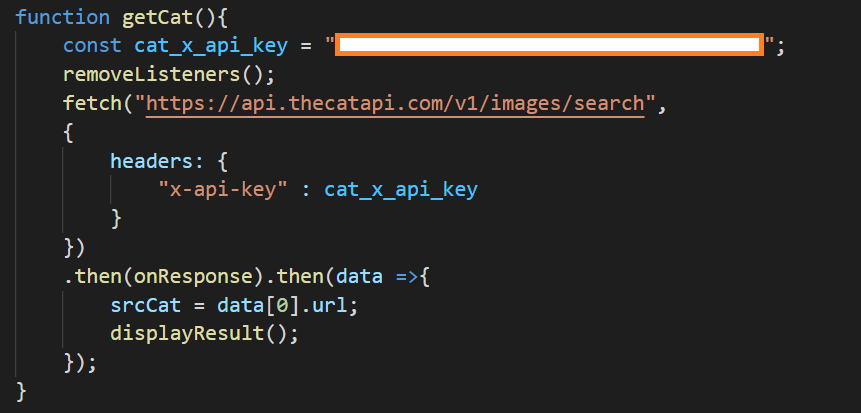 function getCat(){
const cat_x_api_key = "";
removeListeners();
fetch("https://api.thecatapi.com/v1/images/search",
{
headers: {
"x-api-key" : cat_x_api_key
}
})
.then(onResponse).then(data =>{
srcCat = data[0].url;
displayResult();
});
}